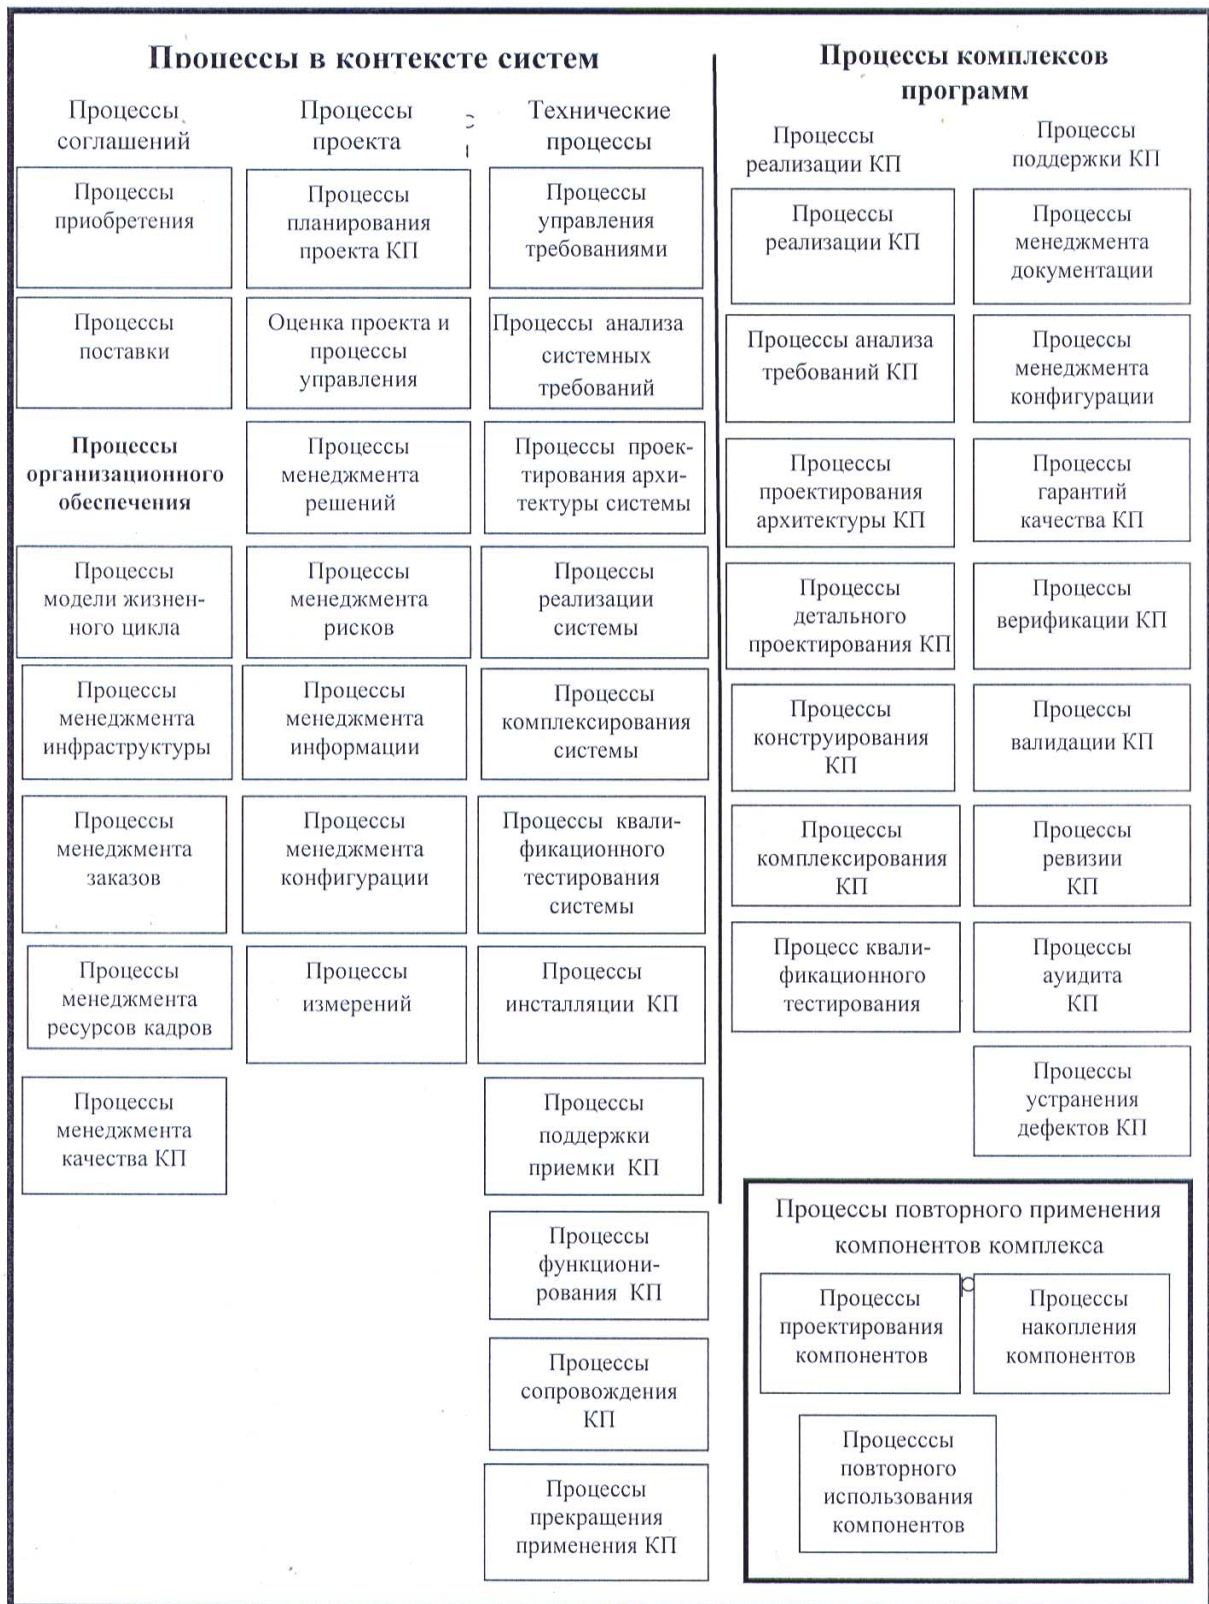 Процессы в контексте систем
Процессы
соглашений
Процессы
приобретения
Процессы
поставки
Процессы
организационного
обеспечения
Процессы
модели жизнен-
ного цикла
Процессы
менеджмента
инфраструктуры
Процессы
менеджмента
заказов
Процессы
менеджмента
ресурсов кадров
Процессы
менеджмента
качества КП
Процессы
проекта
Процессы
планирования
проекта КП
Оценка проекта и
процессы
управления
Процессы
менеджмента
решений
Процессы
менеджмента
рисков
Процессы
менеджмента
информации
Процессы
менеджмента
конфигурации
Процессы
измерений
Технические
процессы
Процессы
управления
требованиями
Процессы анализа
системных
требований
Процессы проек-
тирования архи-
тектуры системы
Процессы
реализации
системы
Процессы
комплексирования
системы
Процессы квали-
фикационного
тестирования
системы
Процессы
инсталляции КП
Процессы
поддержки
приемки КП
Процессы
функциони-
рования КП
Процессы
сопровождения
КП
Процессы
прекращения
применения КП
Процессы комплексов
программ
Процессы
реализации КП
Процессы
реализации КП
Процессы анализа
требований КП
Процессы
проектирования
архитектуры КП
Процессы
детального
проектирования КП
Процессы
конструирования
КП
Процессы
комплексирования
КП
Процесс квали-
фикационного
тестирования
Процессы
поддержки КП
Процессы
менеджмента
документации
Процессы
менеджмента
конфигурации
Процессы
гарантий
качества КП
Процессы
верификации КП
Процессы
валидации КП
Процессы
ревизии
КП
Процессы
ауидита
КП
Процессы
устранения
дефектов КП
Процессы повторного применения
компонентов комплекса
Процессы
проектирования
компонентов
Процессы
накопления
компонентов
Процесссы
повторного
использования
компонентов